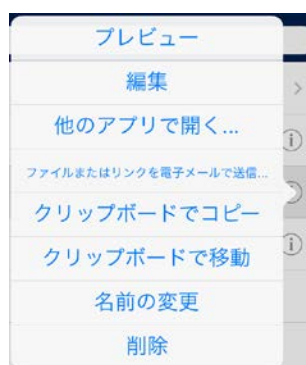 プレビュー
編集
他のアプリで開く...
ファイルまたはリンクを電子メールで送信...
クリップボードでコピー
クリップボードで移動
名前の変更
削除